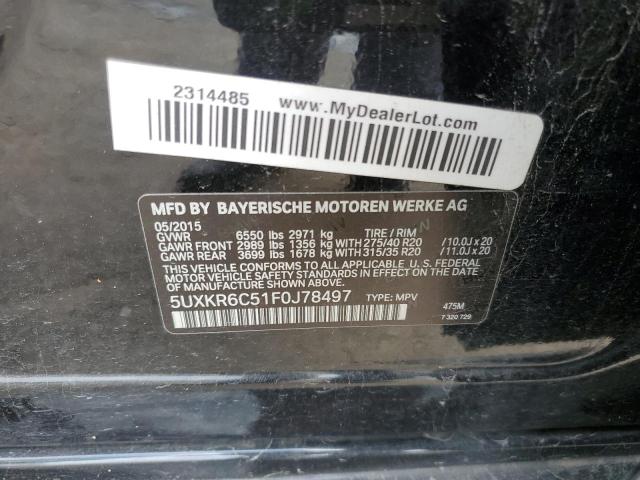 2314485 www.MyDealerLot.com
MFD BY BAYERISCHE MOTOREN WERKE AG
05/2015
GVWR 6550 lbs 2971 kg TIRE / RIM
GAWR FRONT 2989 lbs 1356 kg WITH 275/40 R20 /10.0J x 20
GAWR REAR 3699 lbs 1678 kg WITH 315/35 R20 /11.0J x 20
THIS VEHICLE CONFORMS TO ALL APPLICABLE U. S. FEDERAL
MOTOR VEHICLE SAFETY STANDARDS IN EFFECT
ON THE DATE OF MANUFACTURE SHOWN ABOVE.
5UXKR6C51F0J78497 TYPE: MPV 475M
7 320 729